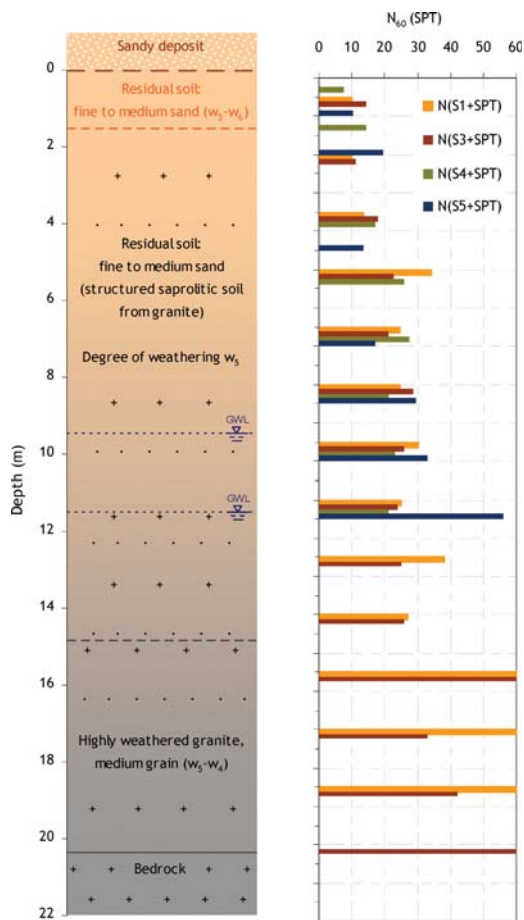 N60 (SPT)
0 10 20 30 40 50 60
N(S1+SPT)
N(S3+SPT)
N(S4+SPT)
N(S5+SPT)
Depth (m)
0
2
4
6
8
10
12
14
16
18
20
22
Sandy deposit
Residual soil:
fine to medium sand (w5-w6)
Residual soil:
fine to medium sand
(structured saprolitic soil
from granite)
Degree of weathering w5
GWL
GWL
Highly weathered granite,
medium grain (w5-w4)
Bedrock